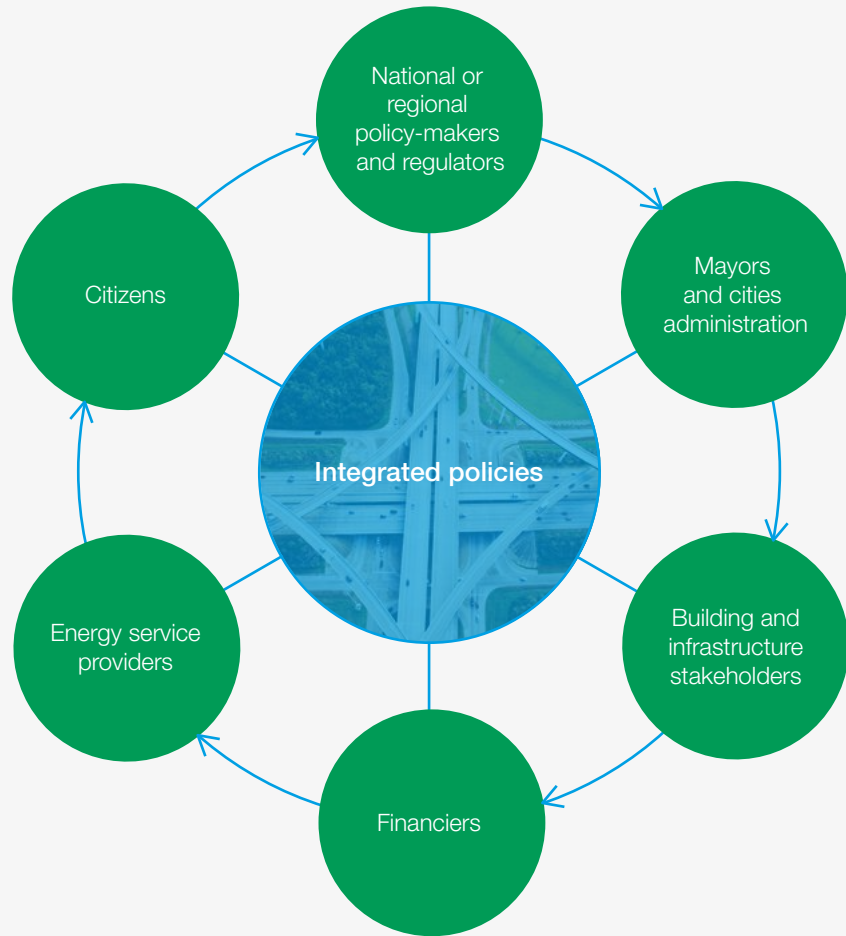 National or
regional
policy-makers
and regulators
Mayors
and cities
administration
Building and
infrastructure
stakeholders
Financiers
Energy service
providers
Citizens
Integrated policies